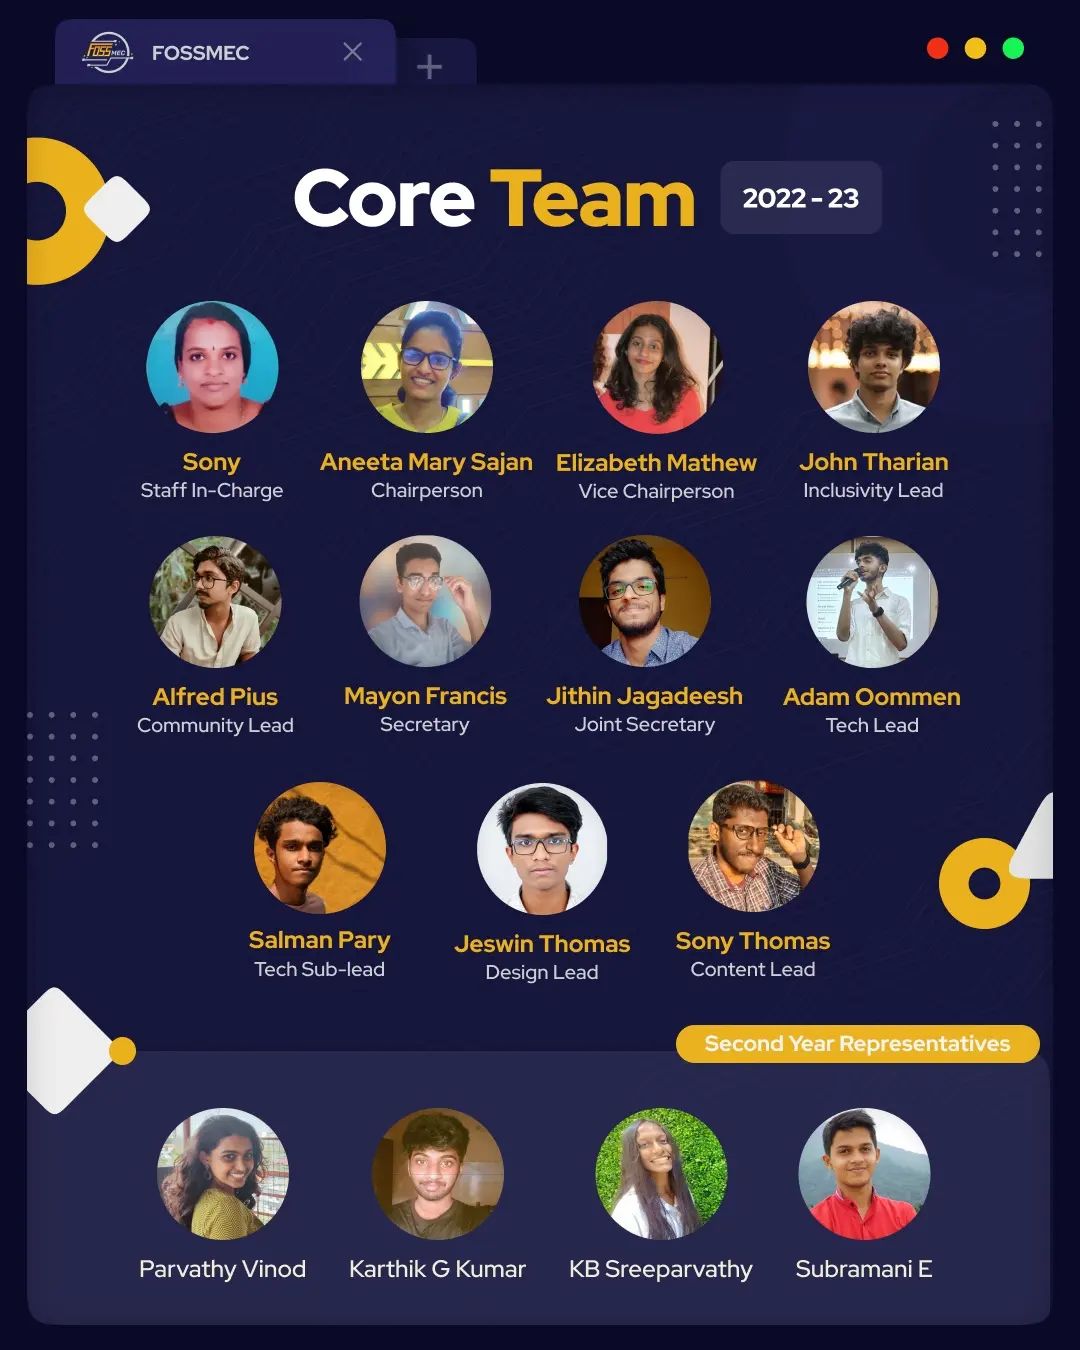 FOSSMEC
FOSSMEC
Core Team
2022 - 23
Sony
Staff In-Charge
Aneeta Mary Sajan
Chairperson
Elizabeth Mathew
Vice Chairperson
John Tharian
Inclusivity Lead
Alfred Pius
Community Lead
Mayon Francis
Secretary
Jithin Jagadeesh
Joint Secretary
Adam Oommen
Tech Lead
Salman Pary
Tech Sub-lead
Jeswin Thomas
Design Lead
Sony Thomas
Content Lead
Second Year Representatives
Parvathy Vinod
Karthik G Kumar
KB Sreeparvathy
Subramani E